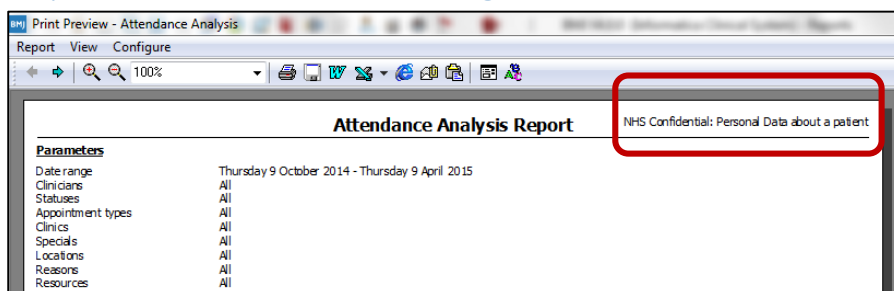 BMJ Print Preview - Attendance Analysis
Report View Configure
100%
NHS Confidential: Personal Data about a patient
Attendance Analysis Report
Parameters
Date range Thursday 9 October 2014 - Thursday 9 April 2015
Clinicians All
Statuses All
Appointment types All
Clinics All
Specials All
Locations All
Reasons All
Resources All